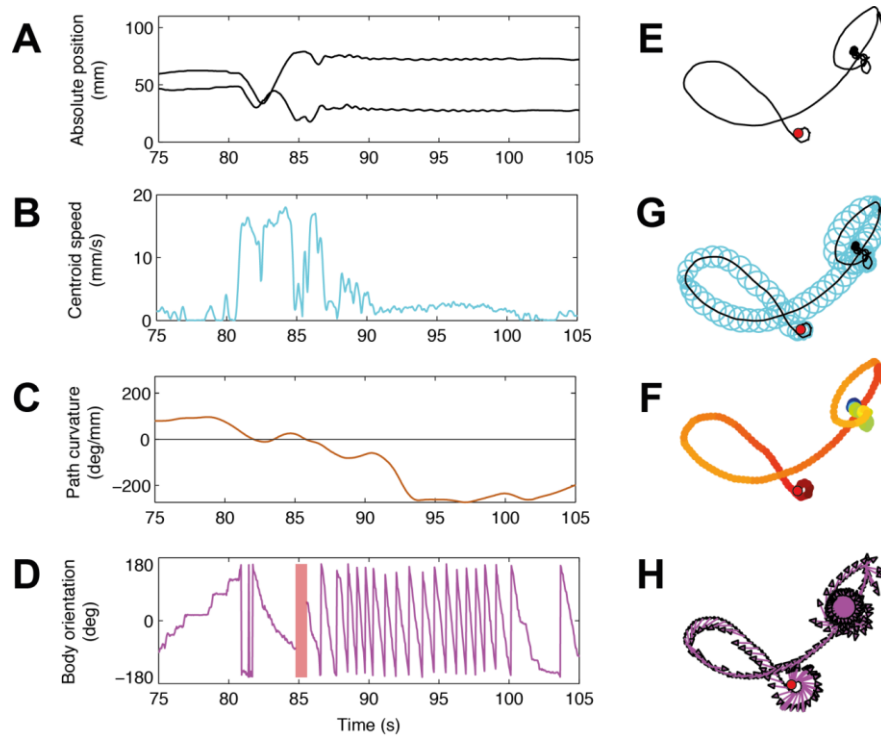 A
Absolute position
(mm)
100
50
0
75 80 85 90 95 100 105
E
B
Centroid speed
(mm/s)
20
10
0
75 80 85 90 95 100 105
G
C
Path curvature
(deg/mm)
200
0
−200
75 80 85 90 95 100 105
F
D
Body orientation
(deg)
180
0
−180
75 80 85 90 95 100 105
Time (s)
H